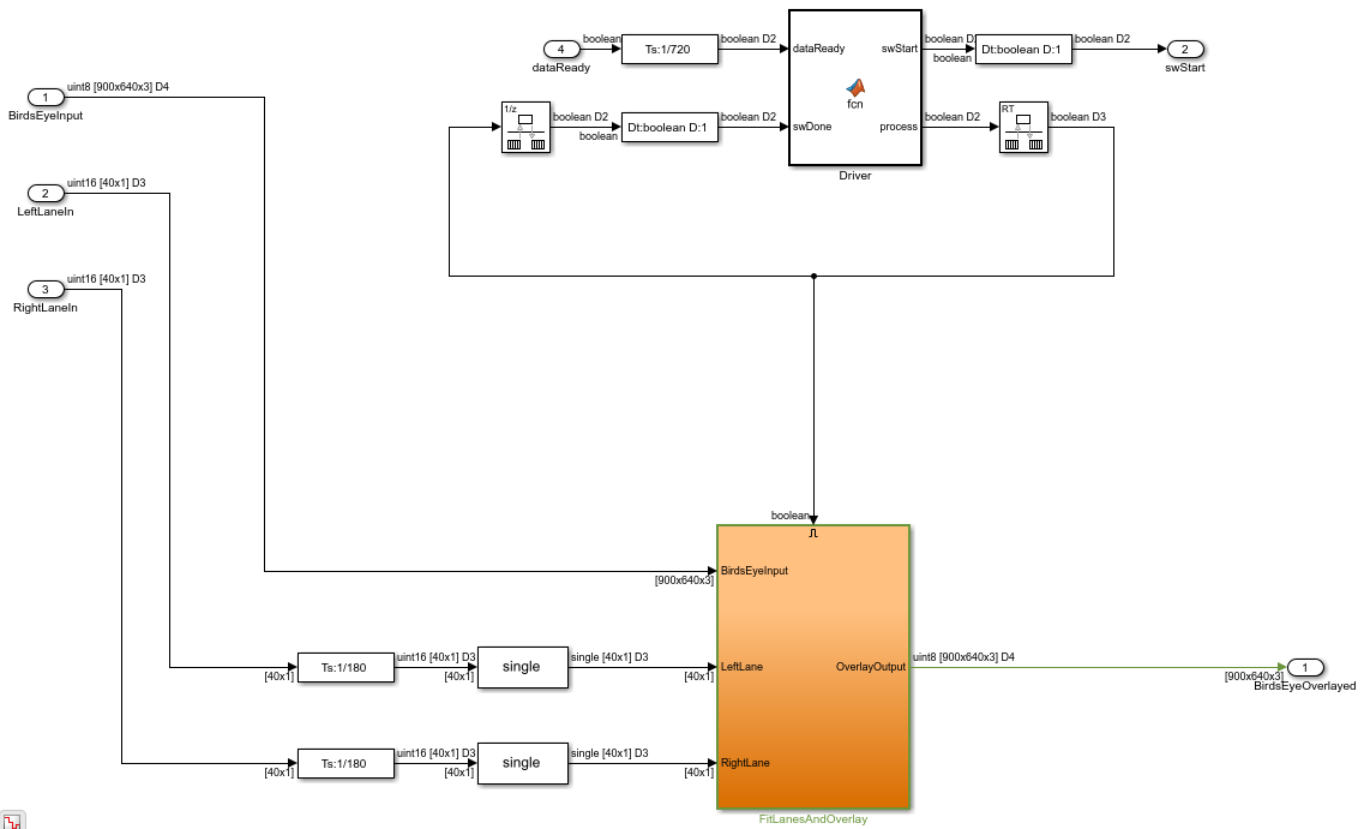 boolean
boolean D2
boolean D2
4
Ts:1/720
dataReady
swStart
Dt:boolean D:1
2
dataReady
boolean
swStart
fcn
uint8 [900x640x3] D4
1
BirdsEyeInput
1/z
boolean D2
boolean
Dt:boolean D:1
boolean D2
swDone
process
boolean D2
RT
boolean D3
Driver
uint16 [40x1] D3
2
LeftLaneIn
uint16 [40x1] D3
3
RightLaneIn
boolean
BirdsEyeInput
[900x640x3]
Ts:1/180
uint16 [40x1] D3
single
single [40x1] D3
LeftLane
OverlayOutput
uint8 [900x640x3] D4
1
[40x1]
[40x1]
[40x1]
[900x640x3]
BirdsEyeOverlayed
Ts:1/180
uint16 [40x1] D3
single
single [40x1] D3
RightLane
[40x1]
[40x1]
[40x1]
FitLanesAndOverlay